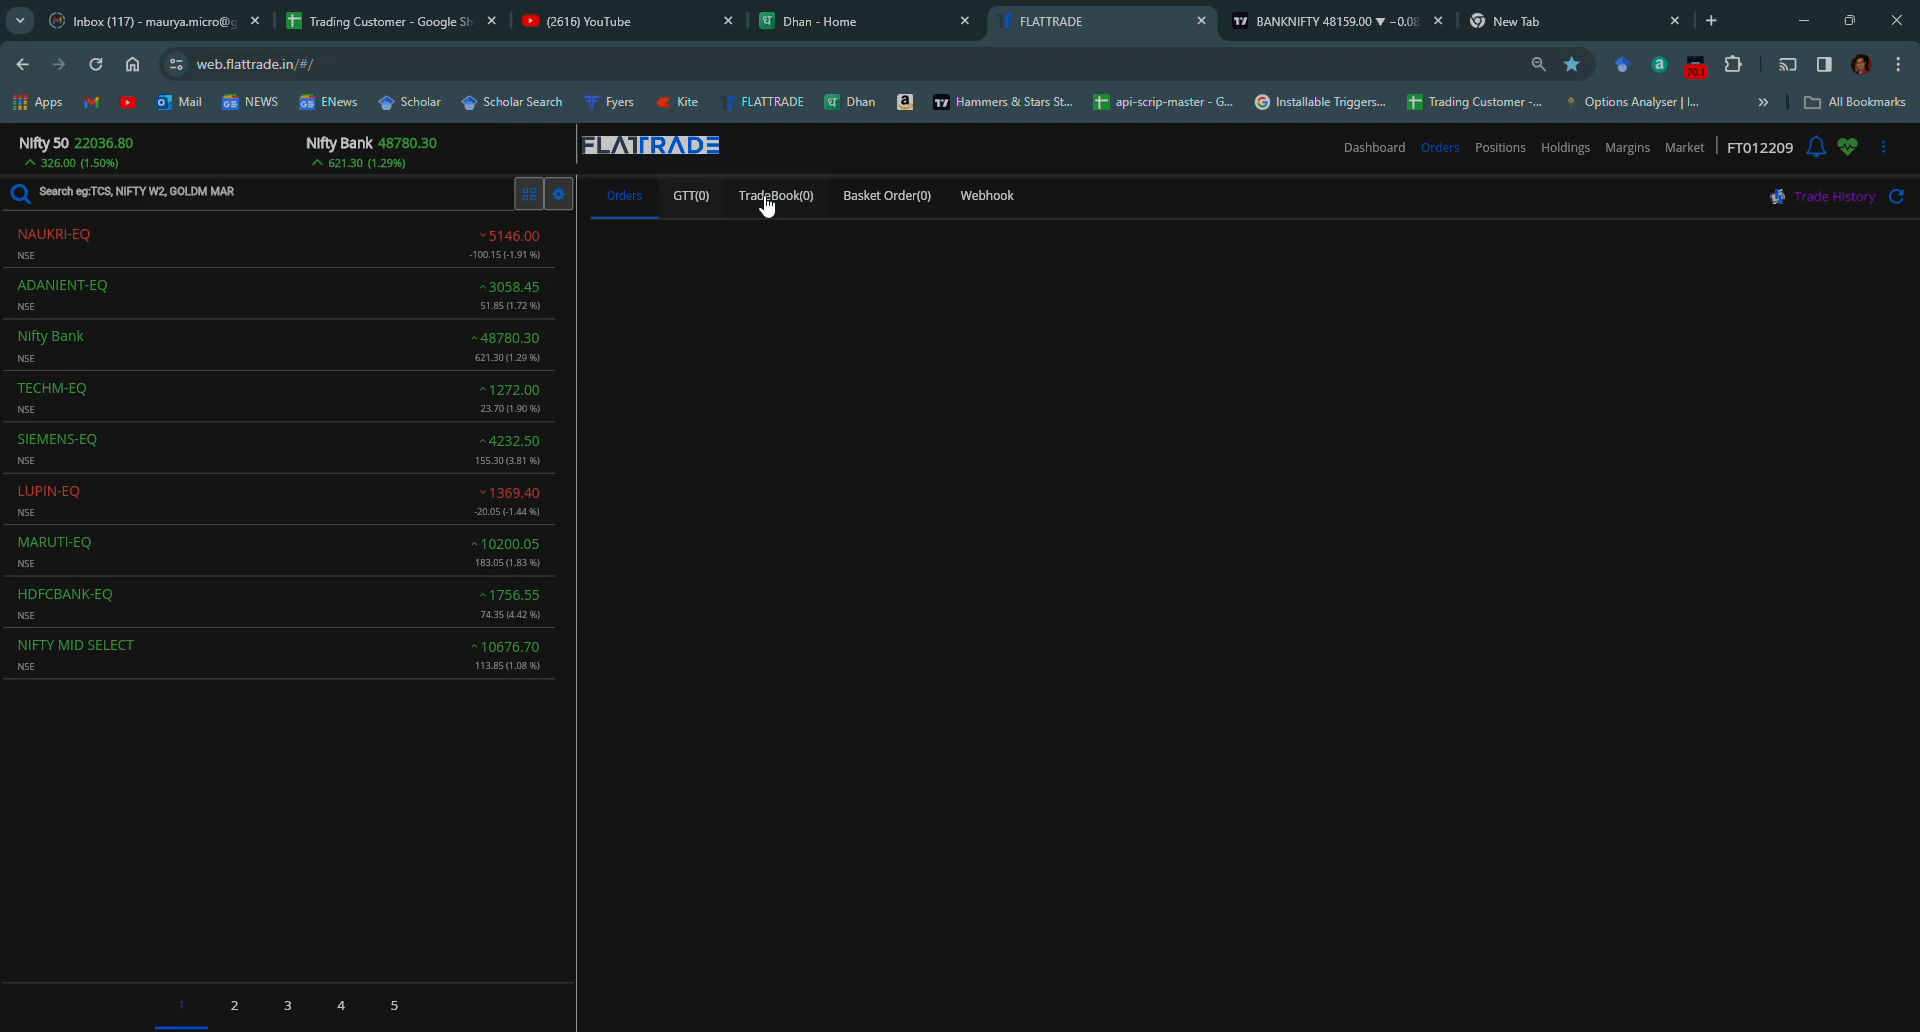 Inbox (117) - maurya.micro@g
Trading Customer - Google Sh
(2616) YouTube
Dhan - Home
FLATTRADE
BANKNIFTY 48159.00 ▼ −0.08
New Tab
web.flattrade.in/#/
70.1
Apps
Mail
NEWS
ENews
Scholar
Scholar Search
Fyers
Kite
FLATTRADE
Dhan
Hammers & Stars St...
api-scrip-master - G...
Installable Triggers...
Trading Customer -...
Options Analyser | I...
All Bookmarks
Nifty 50 22036.80
326.00 (1.50%)
Nifty Bank 48780.30
621.30 (1.29%)
FLATTRADE
Dashboard Orders Positions Holdings Margins Market FT012209
Search eg:TCS, NIFTY W2, GOLDM MAR
Orders GTT(0) TradeBook(0) Basket Order(0) Webhook
Trade History
NAUKRI-EQ 5146.00
NSE -100.15 (-1.91 %)
ADANIENT-EQ 3058.45
NSE 51.85 (1.72 %)
Nifty Bank 48780.30
NSE 621.30 (1.29 %)
TECHM-EQ 1272.00
NSE 23.70 (1.90 %)
SIEMENS-EQ 4232.50
NSE 155.30 (3.81 %)
LUPIN-EQ 1369.40
NSE -20.05 (-1.44 %)
MARUTI-EQ 10200.05
NSE 183.05 (1.83 %)
HDFCBANK-EQ 1756.55
NSE 74.35 (4.42 %)
NIFTY MID SELECT 10676.70
NSE 113.85 (1.08 %)
1 2 3 4 5